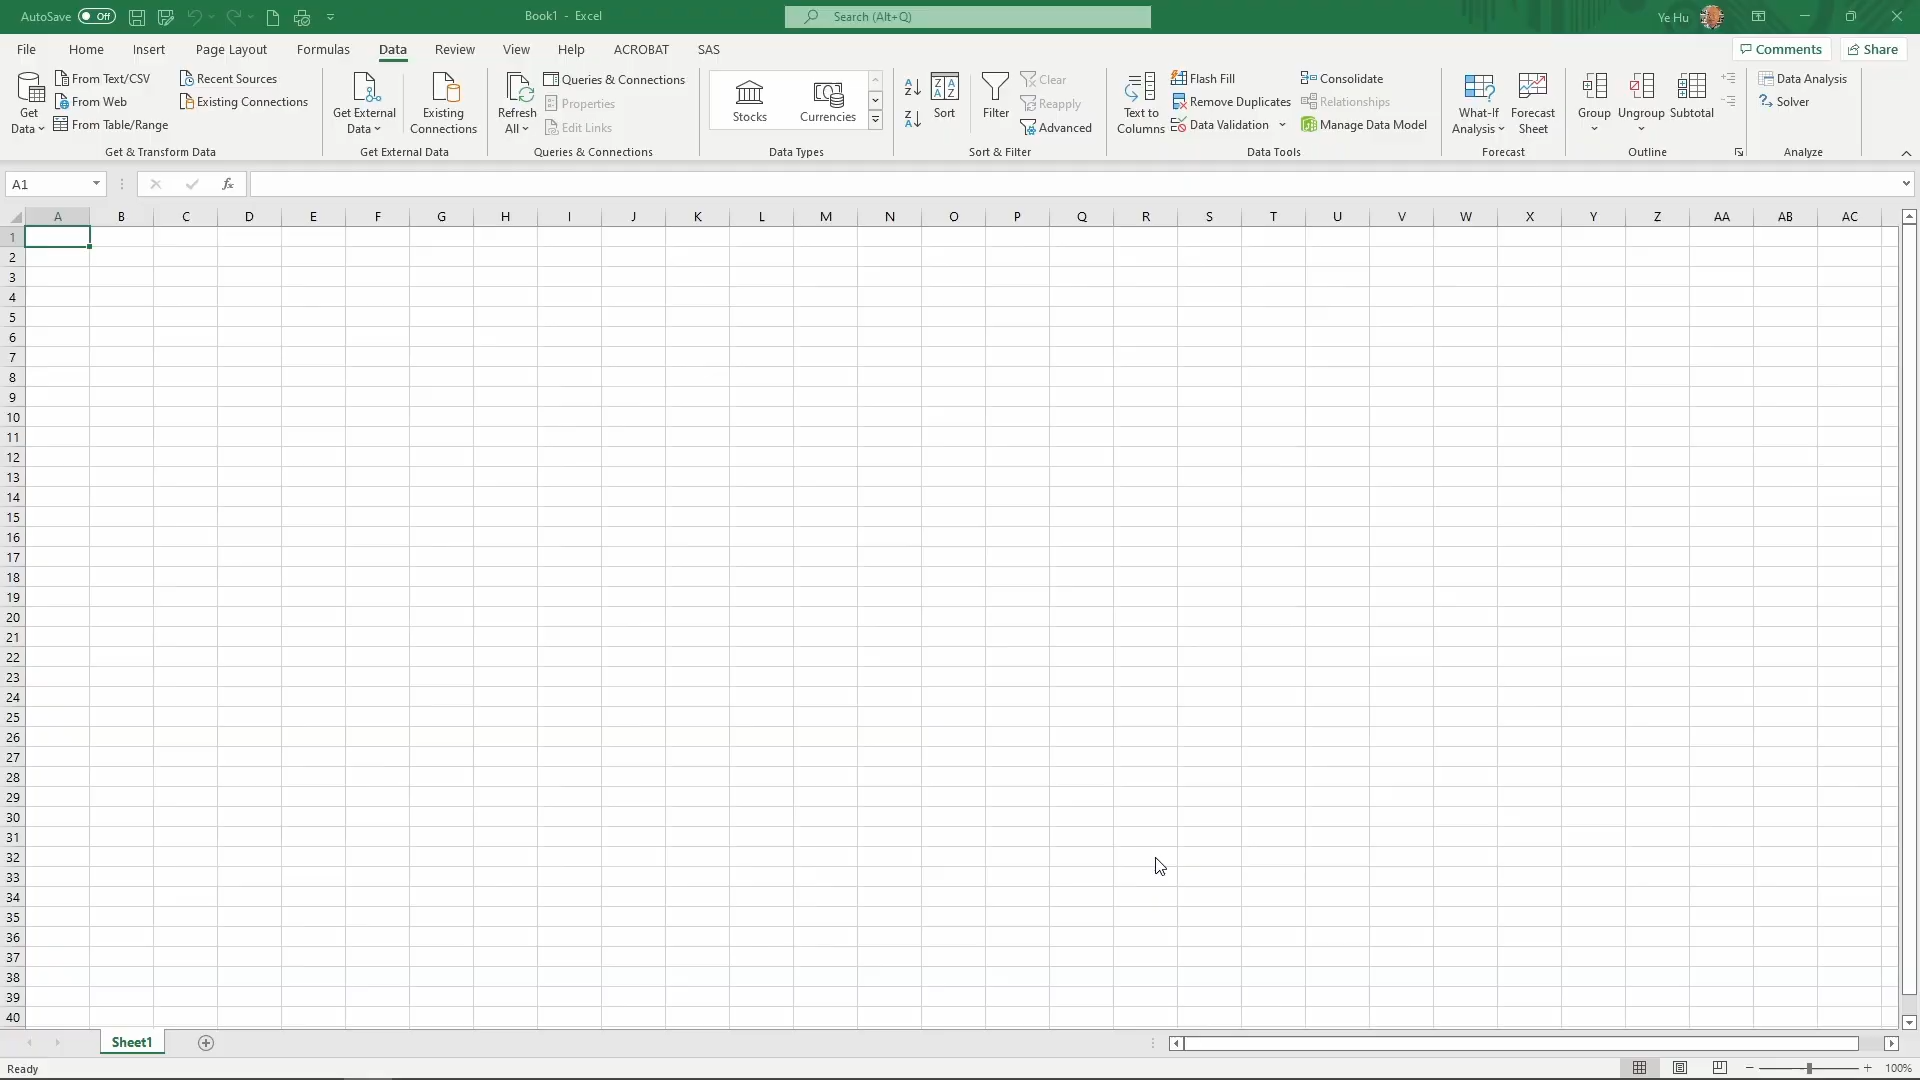 AutoSave Off Book1 - Excel Search (Alt+Q) Ye Hu
File Home Insert Page Layout Formulas Data Review View Help ACROBAT SAS Comments Share
Get Data
From Text/CSV
From Web
From Table/Range
Recent Sources
Existing Connections
Get & Transform Data
Get External Data
Existing Connections
Get External Data
Refresh All
Queries & Connections
Properties
Edit Links
Queries & Connections
Stocks
Currencies
Data Types
Sort
Filter
Clear
Reapply
Advanced
Sort & Filter
Text to Columns
Flash Fill
Remove Duplicates
Data Validation
Consolidate
Relationships
Manage Data Model
Data Tools
What-If Analysis
Forecast Sheet
Forecast
Group
Ungroup
Subtotal
Outline
Data Analysis
Solver
Analyze
A1 fx
A B C D E F G H I J K L M N O P Q R S T U V W X Y Z AA AB AC
1
2
3
4
5
6
7
8
9
10
11
12
13
14
15
16
17
18
19
20
21
22
23
24
25
26
27
28
29
30
31
32
33
34
35
36
37
38
39
40
Sheet1
Ready 100%